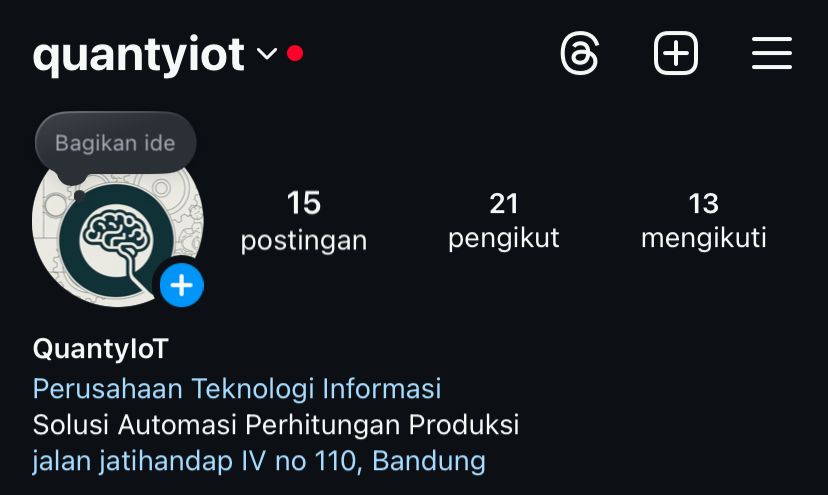 quantyiot
Bagikan ide
15 postingan
21 pengikut
13 mengikuti
QuantyIoT
Perusahaan Teknologi Informasi
Solusi Automasi Perhitungan Produksi
jalan jatihandap IV no 110, Bandung